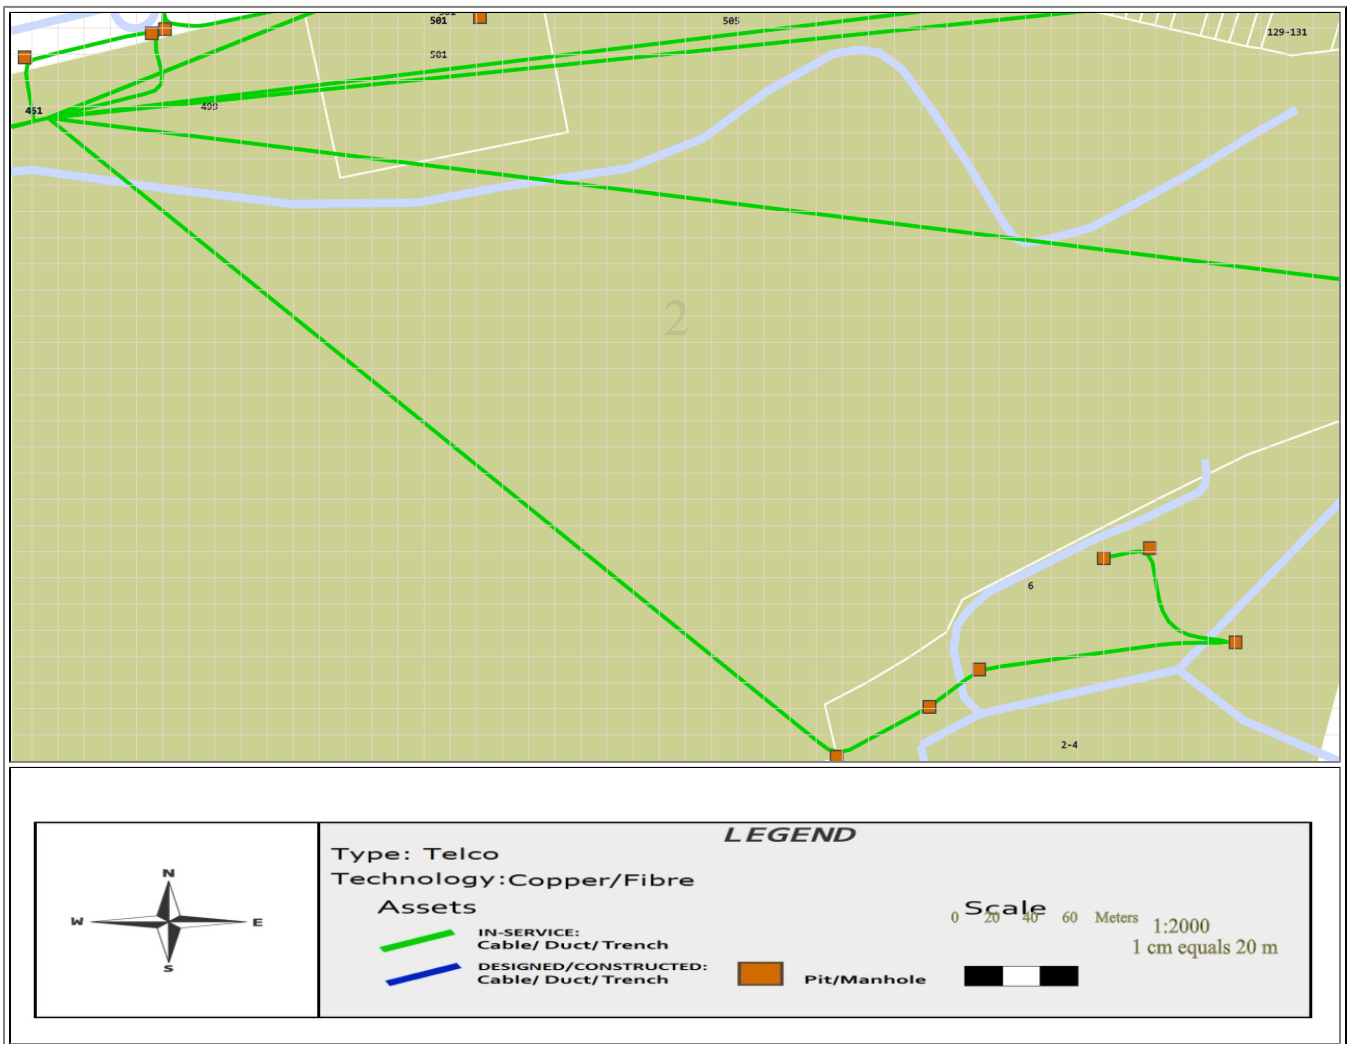 501
501
505
129-131
451
499
2
6
2-4
LEGEND
Type: Telco
Technology:Copper/Fibre
Assets
Scale
0 20 40 60 Meters
1:2000
1 cm equals 20 m
IN-SERVICE:
Cable/ Duct/ Trench
DESIGNED/CONSTRUCTED:
Cable/ Duct/ Trench
Pit/Manhole
N
W E
S